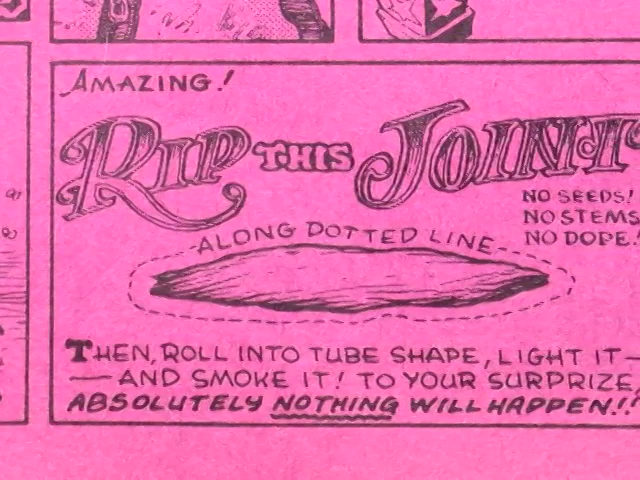 AMAZING!
RIP THIS JOINT
NO SEEDS!
NO STEMS
NO DOPE!
ALONG DOTTED LINE
THEN, ROLL INTO TUBE SHAPE, LIGHT IT—
— AND SMOKE IT! TO YOUR SURPRIZE,
ABSOLUTELY NOTHING WILL HAPPEN!!!